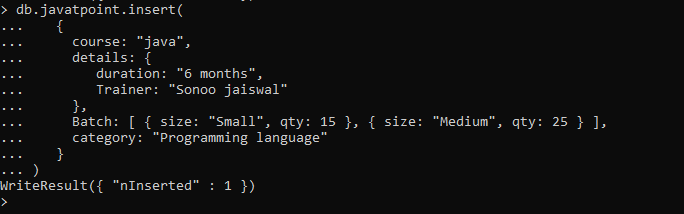 > db.javatpoint.insert(
...    {
...      course: "java",
...      details: {
...         duration: "6 months",
...         Trainer: "Sonoo jaiswal"
...      },
...      Batch: [ { size: "Small", qty: 15 }, { size: "Medium", qty: 25 } ],
...      category: "Programming language"
...    }
... )
WriteResult({ "nInserted" : 1 })
>